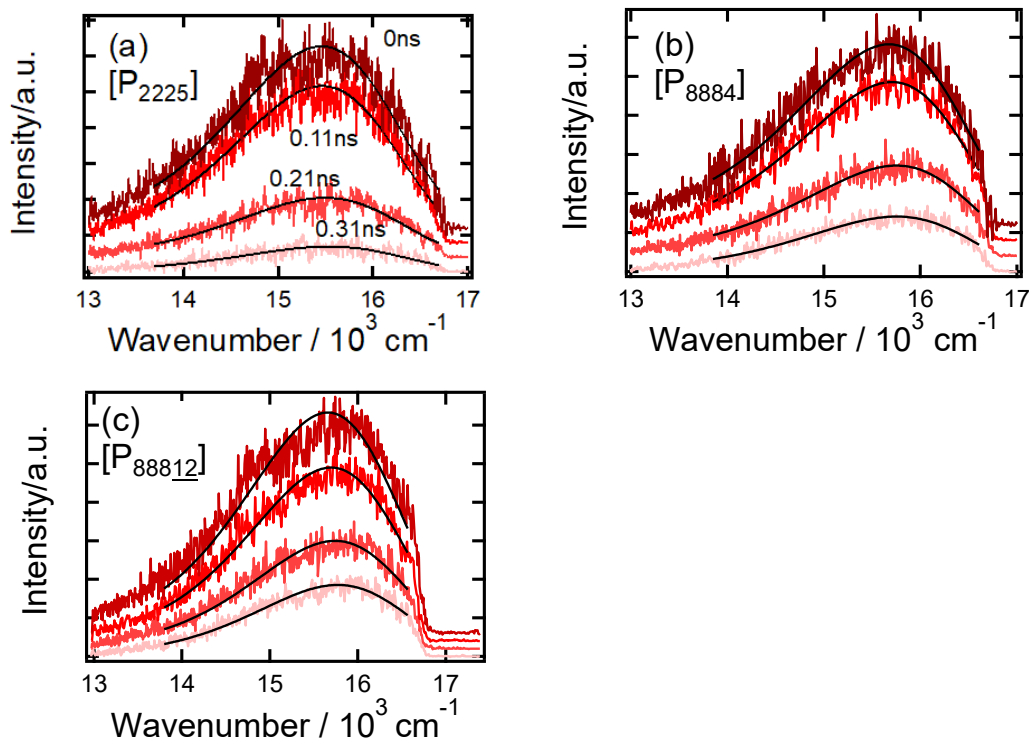 (a)
[P₂₂₂₅]
0ns
0.11ns
0.21ns
0.31ns
Intensity/a.u.
13 14 15 16 17
Wavenumber / 10³ cm⁻¹
(b)
[P₈₈₈₄]
Intensity/a.u.
13 14 15 16 17
Wavenumber / 10³ cm⁻¹
(c)
[P₈₈₈₁₂]
Intensity/a.u.
13 14 15 16 17
Wavenumber / 10³ cm⁻¹